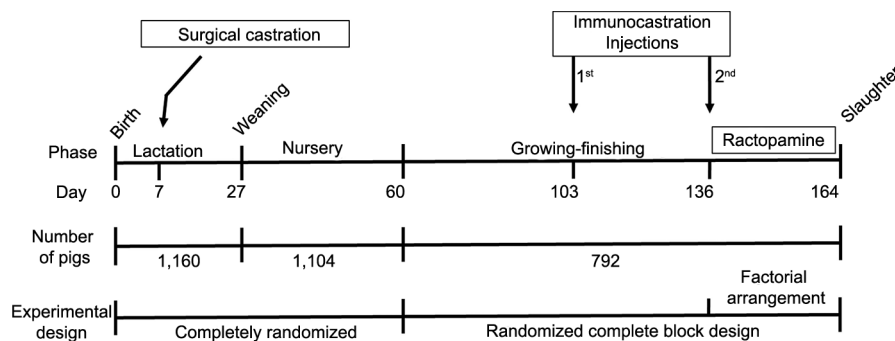 Surgical castration
Immunocastration
Injections
1st
2nd
Birth
Weaning
Slaughter
Phase
Lactation
Nursery
Growing-finishing
Ractopamine
Day
0 7 27 60 103 136 164
Number
of pigs
1,160 1,104 792
Factorial
arrangement
Experimental
design
Completely randomized
Randomized complete block design